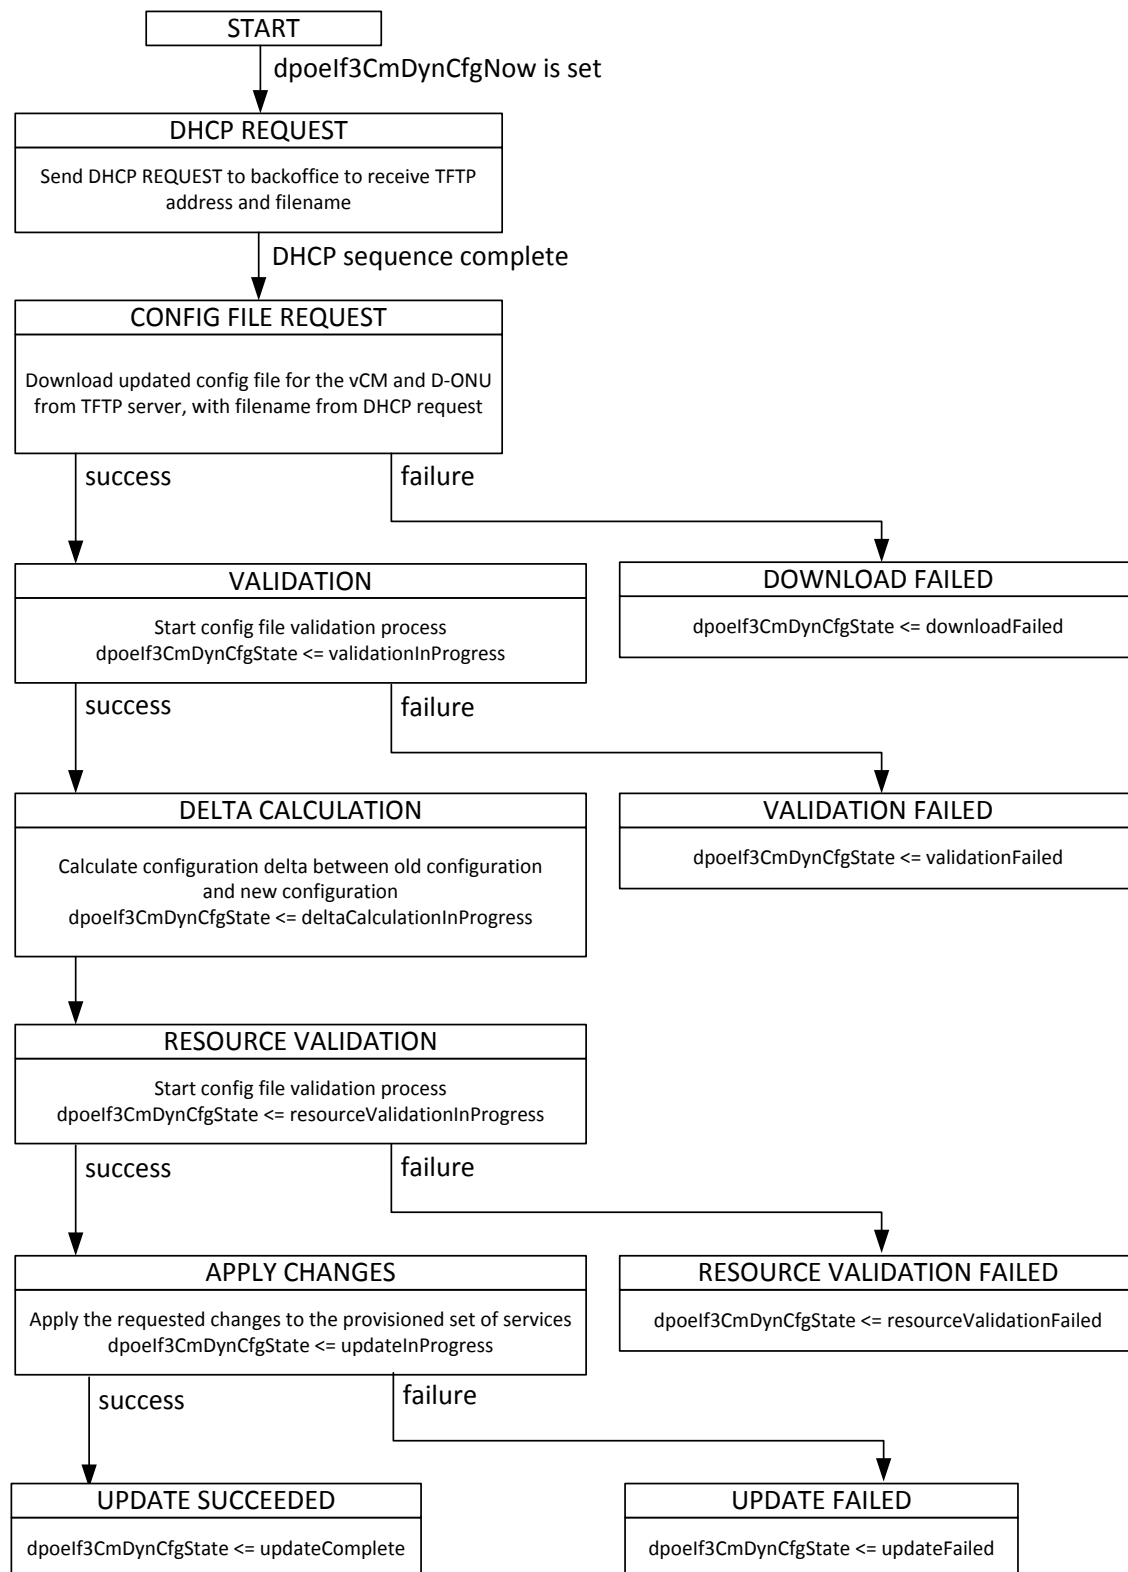 START
dpoeIf3CmDynCfgNow is set
DHCP REQUEST
Send DHCP REQUEST to backoffice to receive TFTP
address and filename
DHCP sequence complete
CONFIG FILE REQUEST
Download updated config file for the vCM and D-ONU
from TFTP server, with filename from DHCP request
success
failure
VALIDATION
Start config file validation process
dpoeIf3CmDynCfgState <= validationInProgress
DOWNLOAD FAILED
dpoeIf3CmDynCfgState <= downloadFailed
success
failure
DELTA CALCULATION
Calculate configuration delta between old configuration
and new configuration
dpoeIf3CmDynCfgState <= deltaCalculationInProgress
VALIDATION FAILED
dpoeIf3CmDynCfgState <= validationFailed
RESOURCE VALIDATION
Start config file validation process
dpoeIf3CmDynCfgState <= resourceValidationInProgress
success
failure
APPLY CHANGES
Apply the requested changes to the provisioned set of services
dpoeIf3CmDynCfgState <= updateInProgress
RESOURCE VALIDATION FAILED
dpoeIf3CmDynCfgState <= resourceValidationFailed
success
failure
UPDATE SUCCEEDED
dpoeIf3CmDynCfgState <= updateComplete
UPDATE FAILED
dpoeIf3CmDynCfgState <= updateFailed